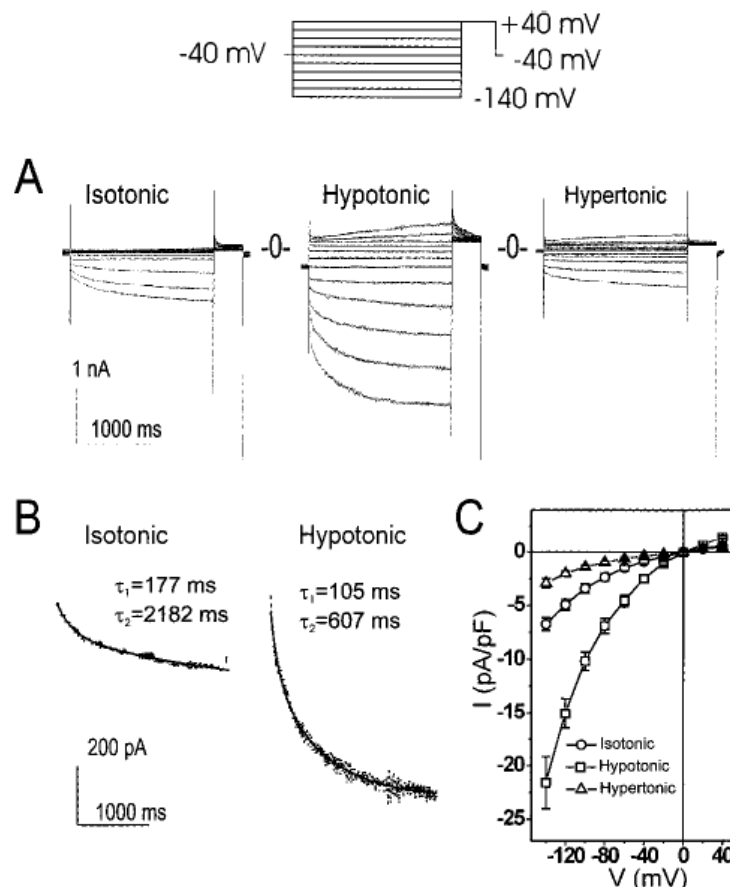 +40 mV
-40 mV
-40 mV
-140 mV
A
Isotonic
Hypotonic
Hypertonic
-0-
-0-
1 nA
1000 ms
B
Isotonic
Hypotonic
τ1=177 ms
τ2=2182 ms
τ1=105 ms
τ2=607 ms
200 pA
1000 ms
C
I (pA/pF)
0
-5
-10
-15
-20
-25
Isotonic
Hypotonic
Hypertonic
-120 -80 -40 0 40
V (mV)